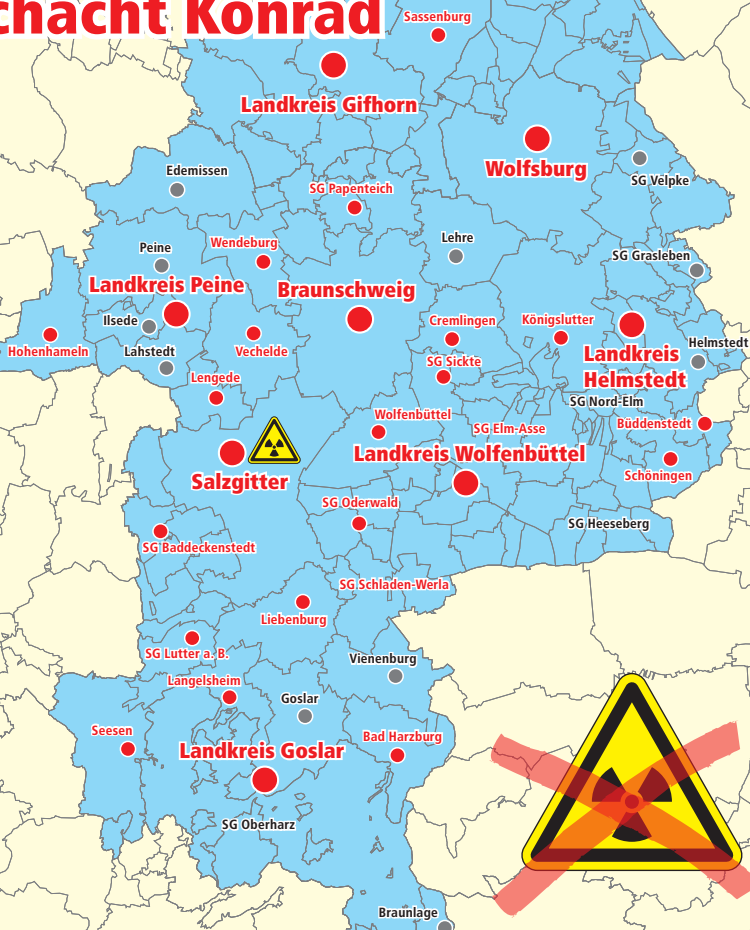 chacht Konrad
Sassenburg
Landkreis Gifhorn
Wolfsburg
Edemissen
SG Velpke
SG Papenteich
Lehre
Peine
Wendeburg
SG Grasleben
Landkreis Peine
Braunschweig
Ilsede
Cremlingen
Königslutter
Hohenhameln
Lahstedt
Vechelde
SG Sickte
Landkreis
Helmstedt
Helmstedt
Lengede
SG Nord-Elm
Wolfenbüttel
SG Elm-Asse
Büddenstedt
Landkreis Wolfenbüttel
Salzgitter
Schöningen
SG Oderwald
SG Heeseberg
SG Baddeckenstedt
SG Schladen-Werla
Liebenburg
SG Lutter a. B.
Vienenburg
Langelsheim
Goslar
Seesen
Bad Harzburg
Landkreis Goslar
SG Oberharz
Braunlage